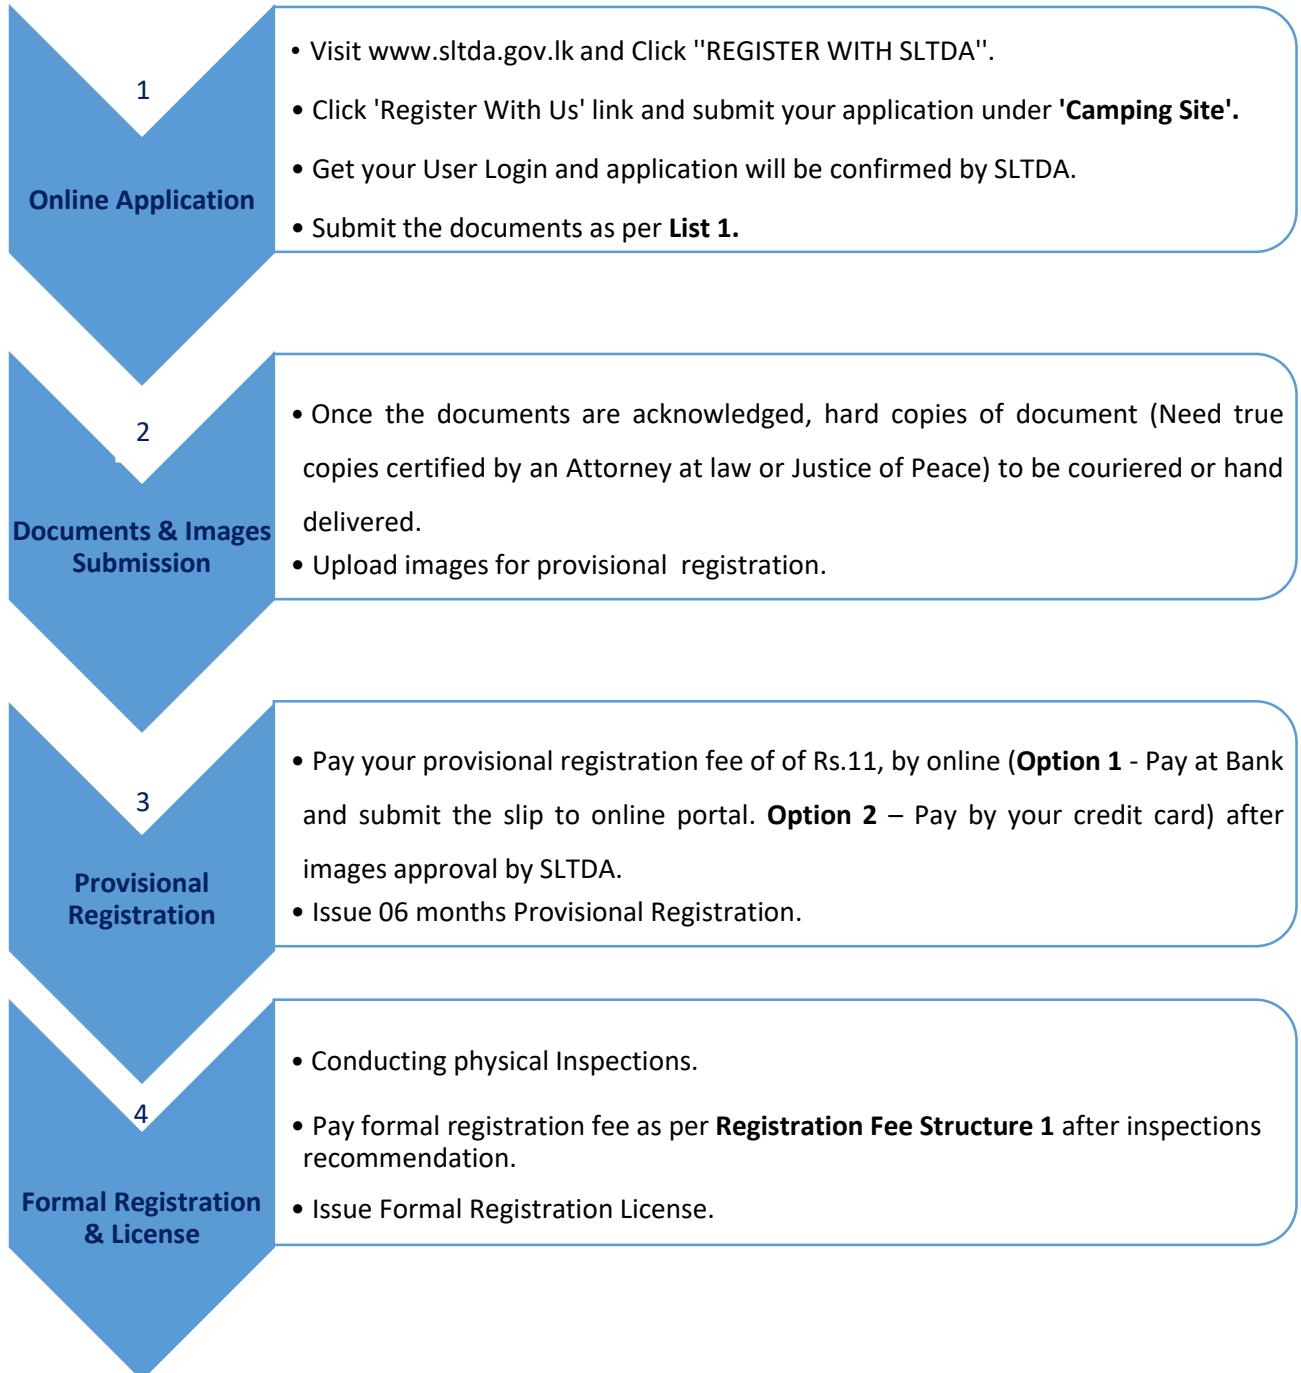 1
Online Application
• Visit www.sltda.gov.lk and Click ''REGISTER WITH SLTDA''.
• Click 'Register With Us' link and submit your application under 'Camping Site'.
• Get your User Login and application will be confirmed by SLTDA.
• Submit the documents as per List 1.
2
Documents & Images
Submission
• Once the documents are acknowledged, hard copies of document (Need true
copies certified by an Attorney at law or Justice of Peace) to be couriered or hand
delivered.
• Upload images for provisional registration.
3
Provisional
Registration
• Pay your provisional registration fee of of Rs.11, by online (Option 1 - Pay at Bank
and submit the slip to online portal. Option 2 – Pay by your credit card) after
images approval by SLTDA.
• Issue 06 months Provisional Registration.
4
Formal Registration
& License
• Conducting physical Inspections.
• Pay formal registration fee as per Registration Fee Structure 1 after inspections
recommendation.
• Issue Formal Registration License.